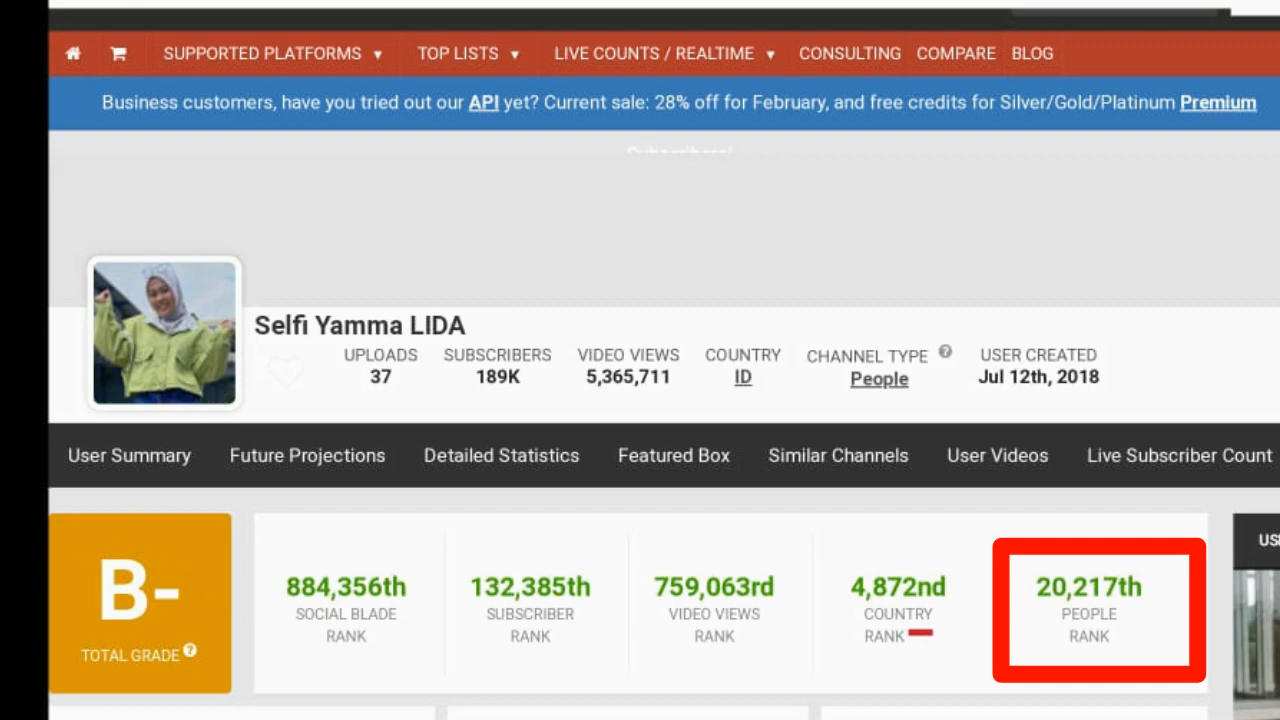 SUPPORTED PLATFORMS ▼ TOP LISTS ▼ LIVE COUNTS / REALTIME ▼ CONSULTING COMPARE BLOG
Business customers, have you tried out our API yet? Current sale: 28% off for February, and free credits for Silver/Gold/Platinum Premium
Selfi Yamma LIDA
UPLOADS SUBSCRIBERS VIDEO VIEWS COUNTRY CHANNEL TYPE ? USER CREATED
37 189K 5,365,711 ID People Jul 12th, 2018
User Summary Future Projections Detailed Statistics Featured Box Similar Channels User Videos Live Subscriber Count
B-
TOTAL GRADE ?
884,356th 132,385th 759,063rd 4,872nd 20,217th
SOCIAL BLADE SUBSCRIBER VIDEO VIEWS COUNTRY PEOPLE
RANK RANK RANK RANK RANK